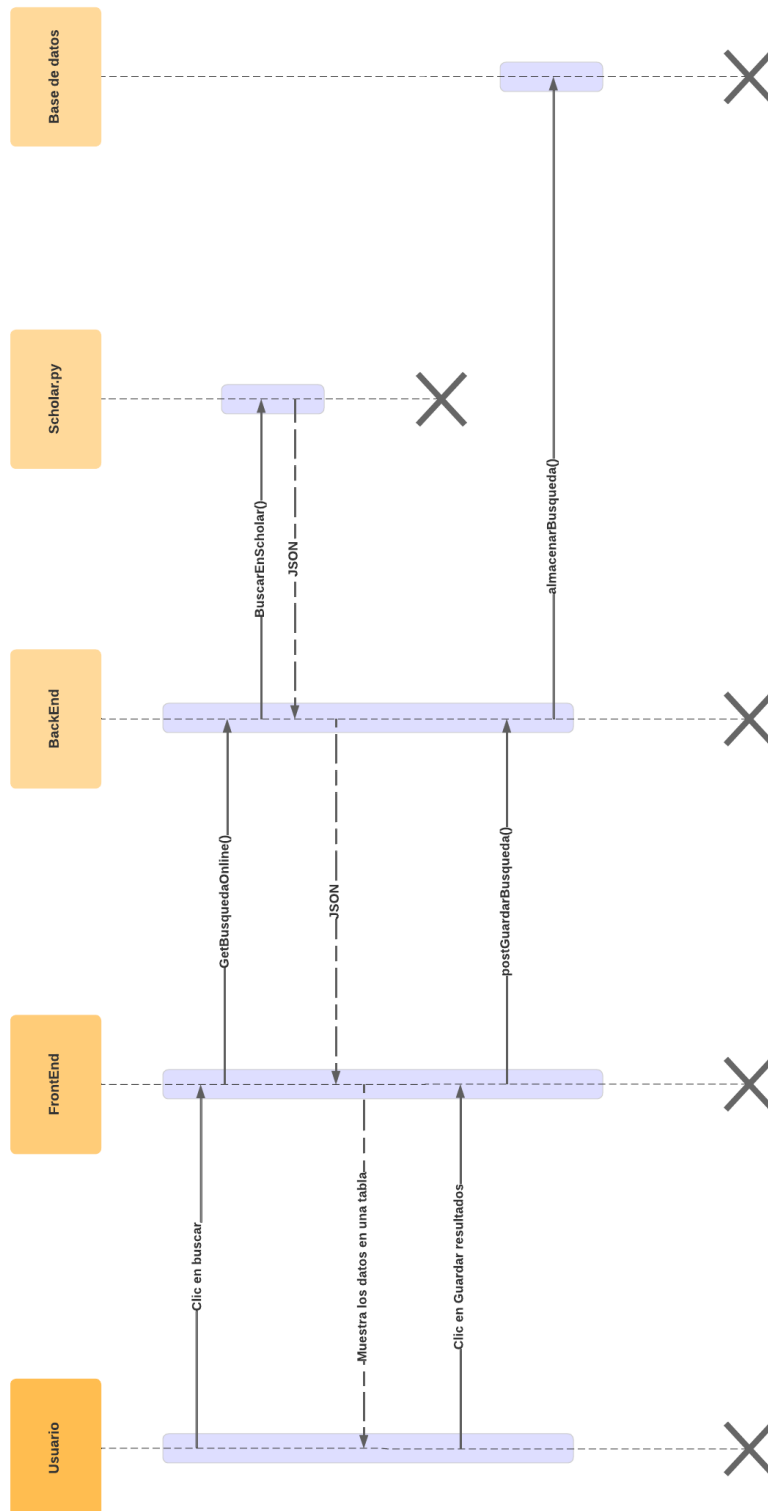 Usuario
FrontEnd
BackEnd
Scholar.py
Base de datos
Clic en buscar
GetBusquedaOnline()
BuscarEnScholar()
JSON
JSON
Muestra los datos en una tabla
Clic en Guardar resultados
postGuardarBusqueda()
almacenarBusqueda()